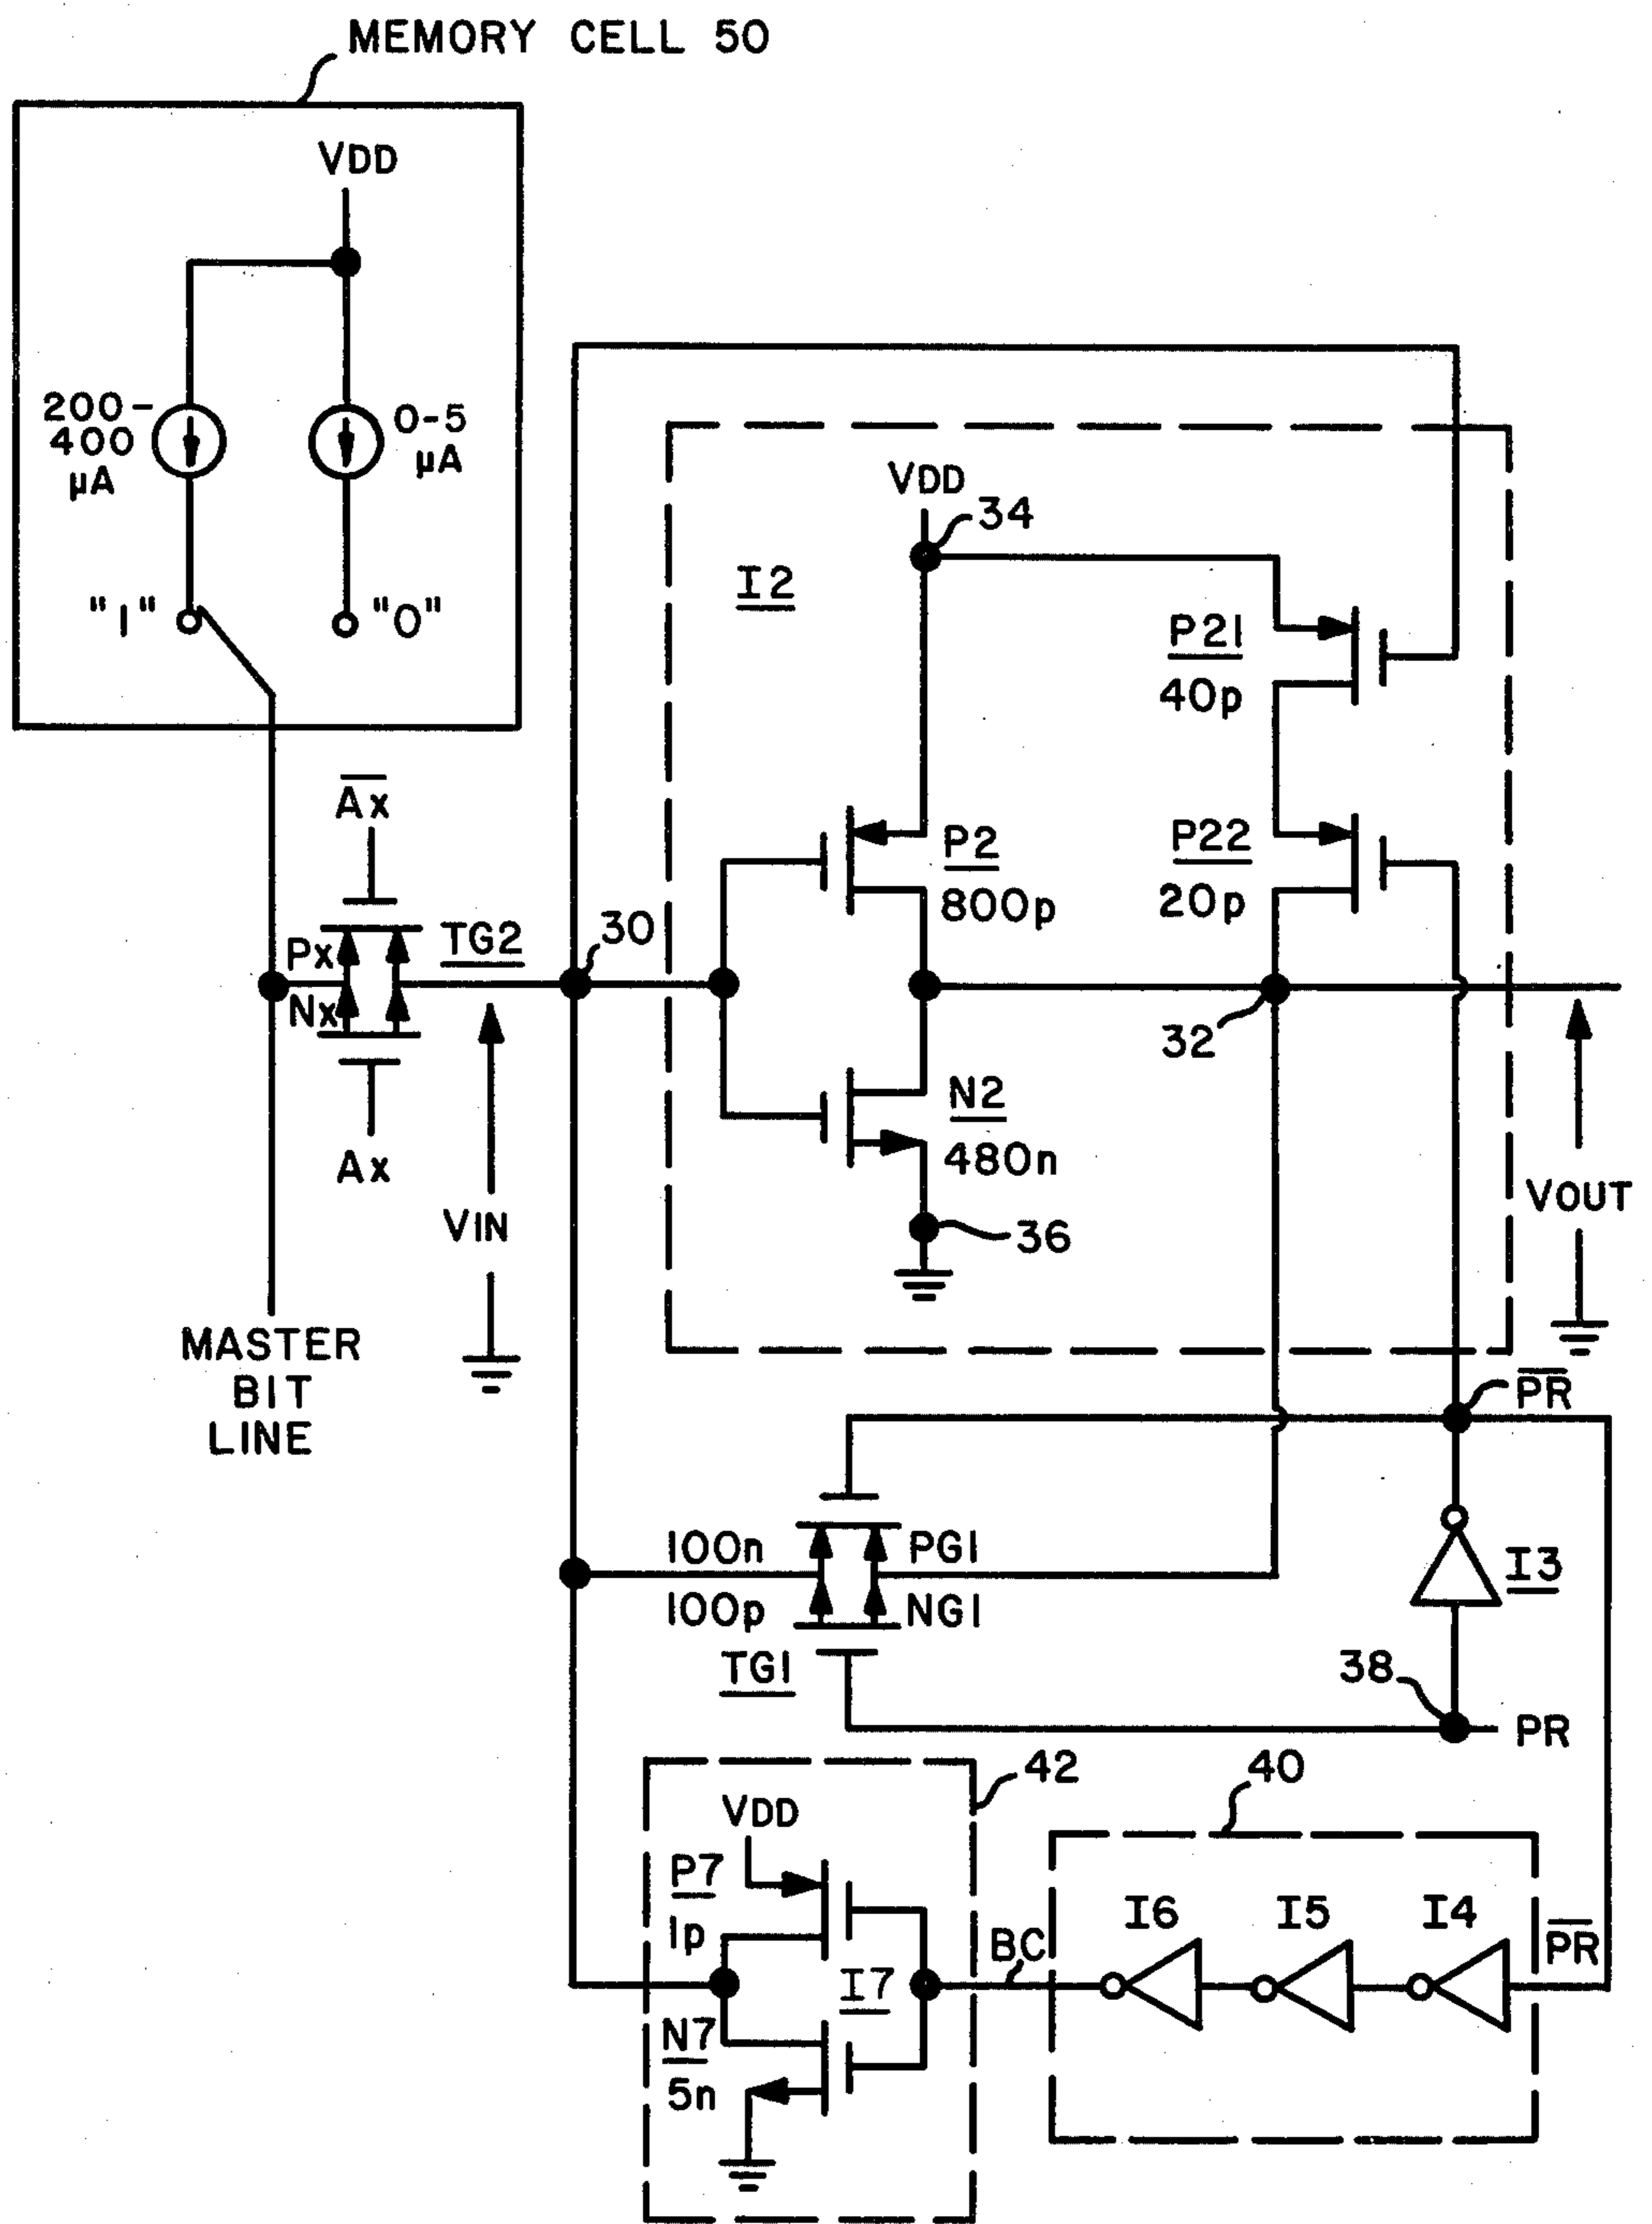 MEMORY CELL 50
VDD
200-
400
µA
0-5
µA
"1"
"0"
VDD
34
I2
P21
40p
Ax
P2
800p
P22
20p
Px
Nx
TG2
30
32
Ax
VIN
N2
480n
36
VOUT
MASTER
BIT
LINE
PR
100n
100p
PG1
NG1
TG1
I3
38
PR
42
40
VDD
P7
1p
I7
N7
5n
BC
I6
I5
I4
PR